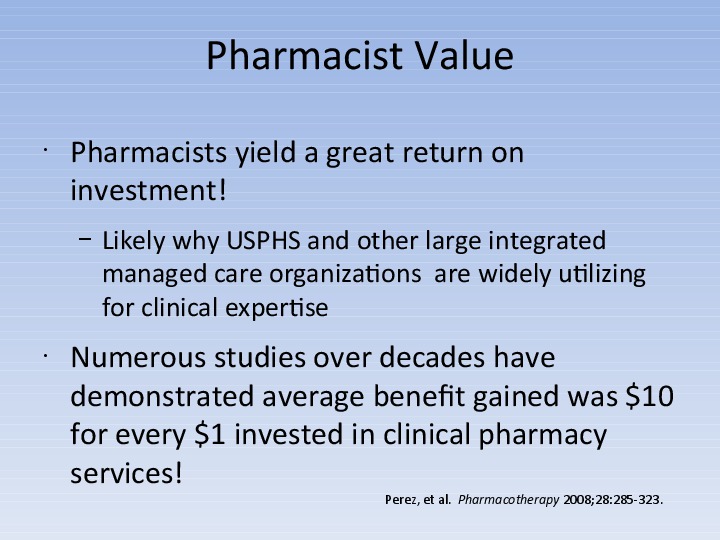 Pharmacist Value
· Pharmacists yield a great return on
investment!
– Likely why USPHS and other large integrated
managed care organizations  are widely utilizing
for clinical expertise
· Numerous studies over decades have
demonstrated average benefit gained was $10
for every $1 invested in clinical pharmacy
services!
Perez, et al.  Pharmacotherapy 2008;28:285-323.